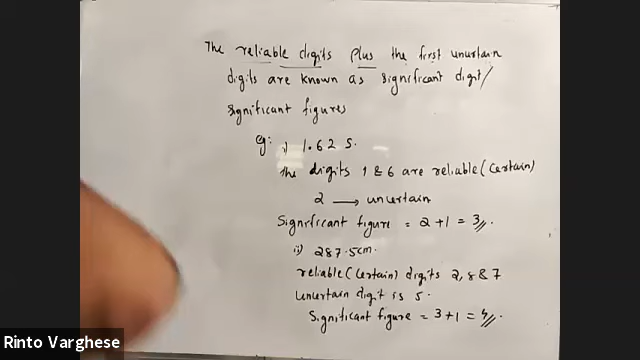 The reliable digits plus the first unurtain
digits are known as significant digit/
significant figures
eg: i) 1.62 s.
the digits 1 & 6 are reliable (certain)
2 → uncertain
Significant figure = 2 + 1 = 3//.
ii) 287.5cm.
reliable (certain) digits 2, 8 & 7
uncertain digit is 5.
Significant figure = 3 + 1 = 4//.
Rinto Varghese